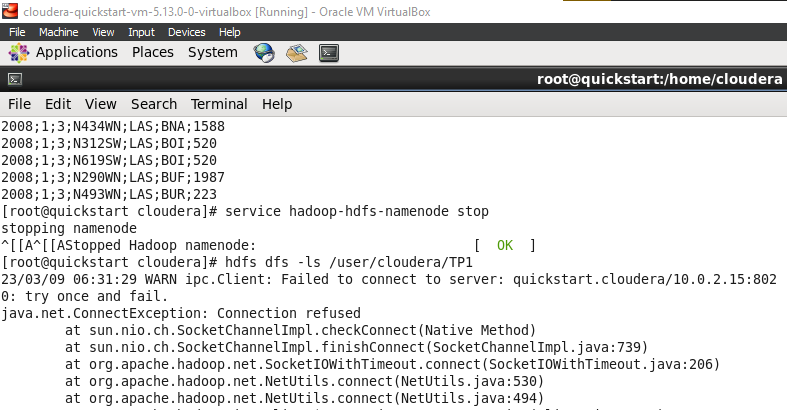 cloudera-quickstart-vm-5.13.0-0-virtualbox [Running] - Oracle VM VirtualBox
File Machine View Input Devices Help
Applications Places System
root@quickstart:/home/cloudera
File Edit View Search Terminal Help
2008;1;3;N434WN;LAS;BNA;1588
2008;1;3;N312SW;LAS;BOI;520
2008;1;3;N619SW;LAS;BOI;520
2008;1;3;N290WN;LAS;BUF;1987
2008;1;3;N493WN;LAS;BUR;223
[root@quickstart cloudera]# service hadoop-hdfs-namenode stop
stopping namenode
^[[A^[[AStopped Hadoop namenode: [ OK ]
[root@quickstart cloudera]# hdfs dfs -ls /user/cloudera/TP1
23/03/09 06:31:29 WARN ipc.Client: Failed to connect to server: quickstart.cloudera/10.0.2.15:802
0: try once and fail.
java.net.ConnectException: Connection refused
at sun.nio.ch.SocketChannelImpl.checkConnect(Native Method)
at sun.nio.ch.SocketChannelImpl.finishConnect(SocketChannelImpl.java:739)
at org.apache.hadoop.net.SocketIOWithTimeout.connect(SocketIOWithTimeout.java:206)
at org.apache.hadoop.net.NetUtils.connect(NetUtils.java:530)
at org.apache.hadoop.net.NetUtils.connect(NetUtils.java:494)